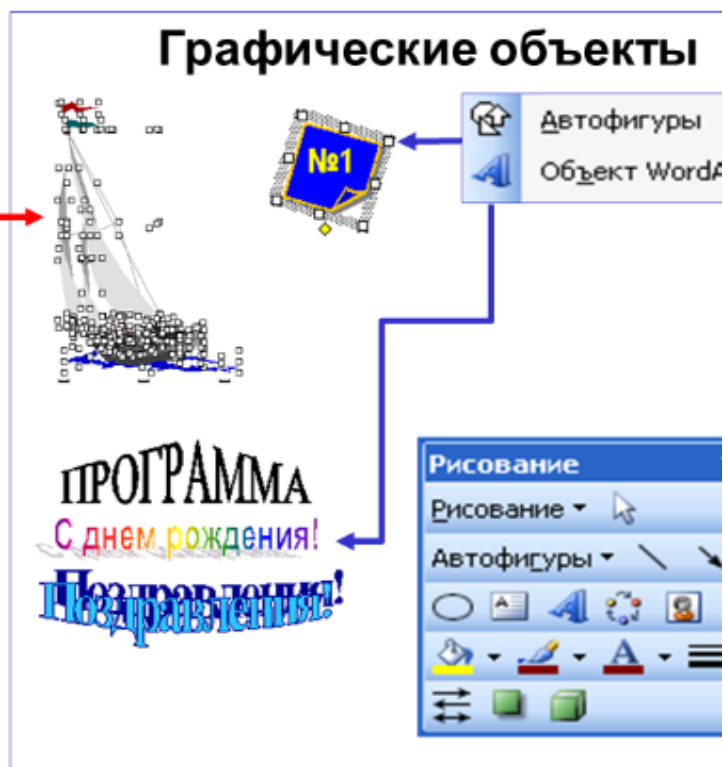 Графические объекты
№1
Автофигуры
Объект WordA
ПРОГРАММА
С днем рождения!
Поздравления!
Рисование
Рисование
Автофигуры
A
A
A